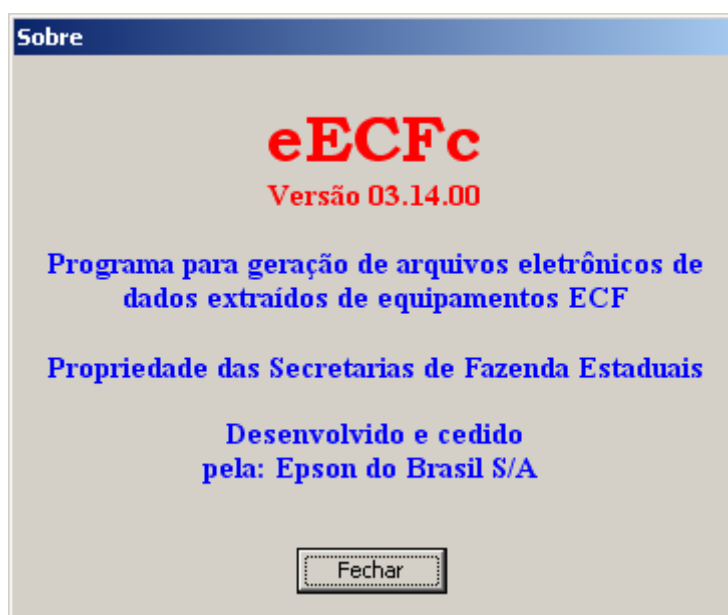 Sobre
eECFc
Versão 03.14.00
Programa para geração de arquivos eletrônicos de
dados extraídos de equipamentos ECF
Propriedade das Secretarias de Fazenda Estaduais
Desenvolvido e cedido
pela: Epson do Brasil S/A
Fechar